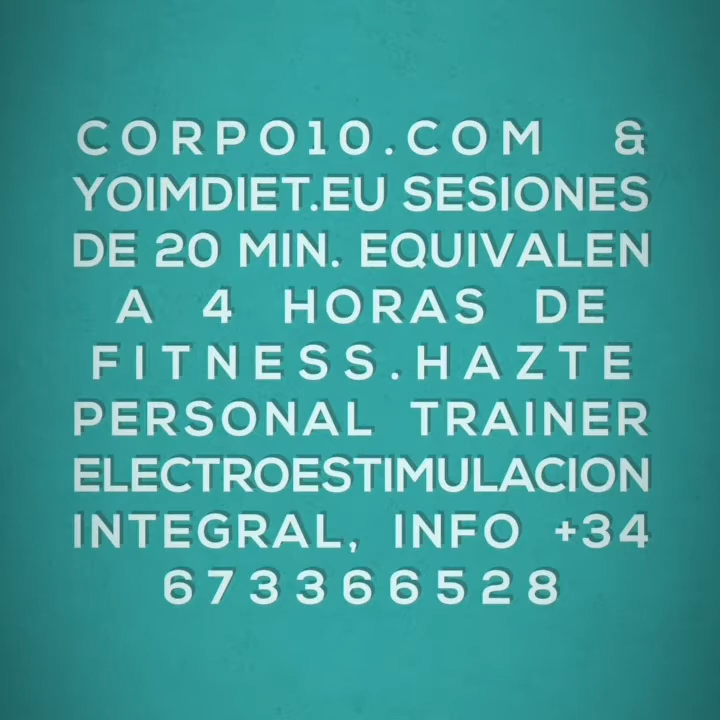 CORPO10.COM &
YOIMDIET.EU SESIONES
DE 20 MIN. EQUIVALEN
A 4 HORAS DE
FITNESS.HAZTE
PERSONAL TRAINER
ELECTROESTIMULACION
INTEGRAL, INFO +34
673366528